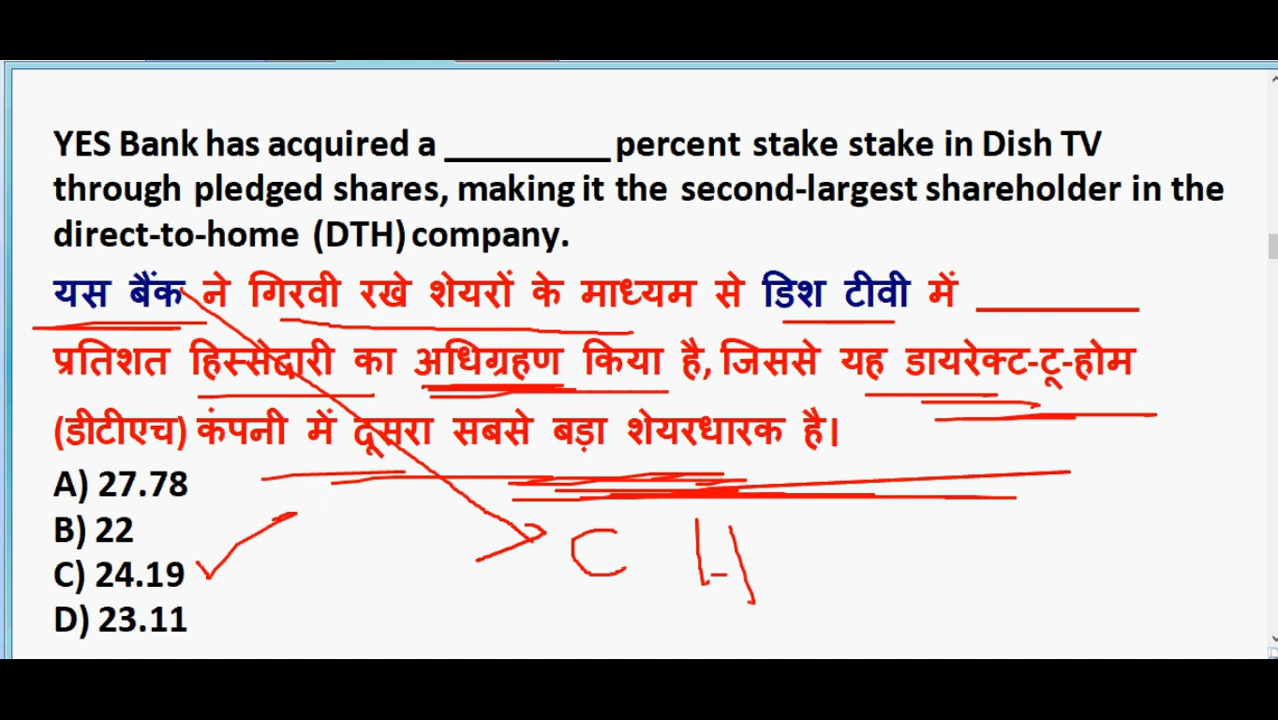 YES Bank has acquired a _________ percent stake stake in Dish TV
through pledged shares, making it the second-largest shareholder in the
direct-to-home (DTH) company.
यस बैंक ने गिरवी रखे शेयरों के माध्यम से डिश टीवी में _________
प्रतिशत हिस्सेद्वारी का अधिग्रहण किया है, जिससे यह डायरेक्ट-टू-होम
(डीटीएच) कंपनी में दूसरा सबसे बड़ा शेयरधारक है।
A) 27.78
B) 22
C) 24.19
D) 23.11
C